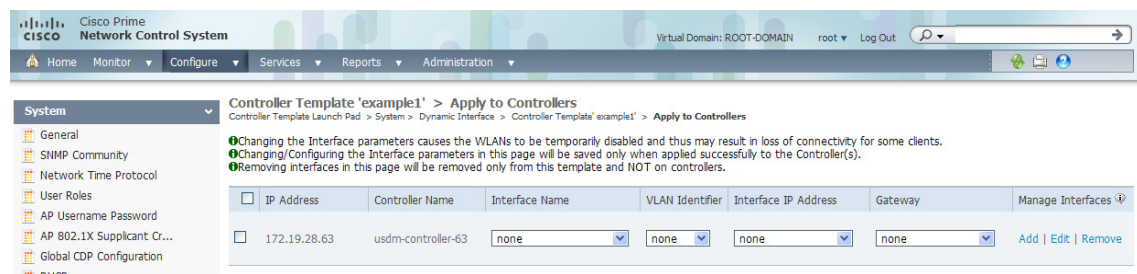 CISCO
Cisco Prime
Network Control System
Virtual Domain: ROOT-DOMAIN root Log Out
Home Monitor Configure Services Reports Administration
System
General
SNMP Community
Network Time Protocol
User Roles
AP Username Password
AP 802.1X Supplicant Cr...
Global CDP Configuration
Controller Template 'example1' > Apply to Controllers
Controller Template Launch Pad > System > Dynamic Interface > Controller Template' example1' > Apply to Controllers
Changing the Interface parameters causes the WLANs to be temporarily disabled and thus may result in loss of connectivity for some clients.
Changing/Configuring the Interface parameters in this page will be saved only when applied successfully to the Controller(s).
Removing interfaces in this page will be removed only from this template and NOT on controllers.
IP Address Controller Name Interface Name VLAN Identifier Interface IP Address Gateway Manage Interfaces
172.19.28.63 usdm-controller-63 none none none none Add | Edit | Remove